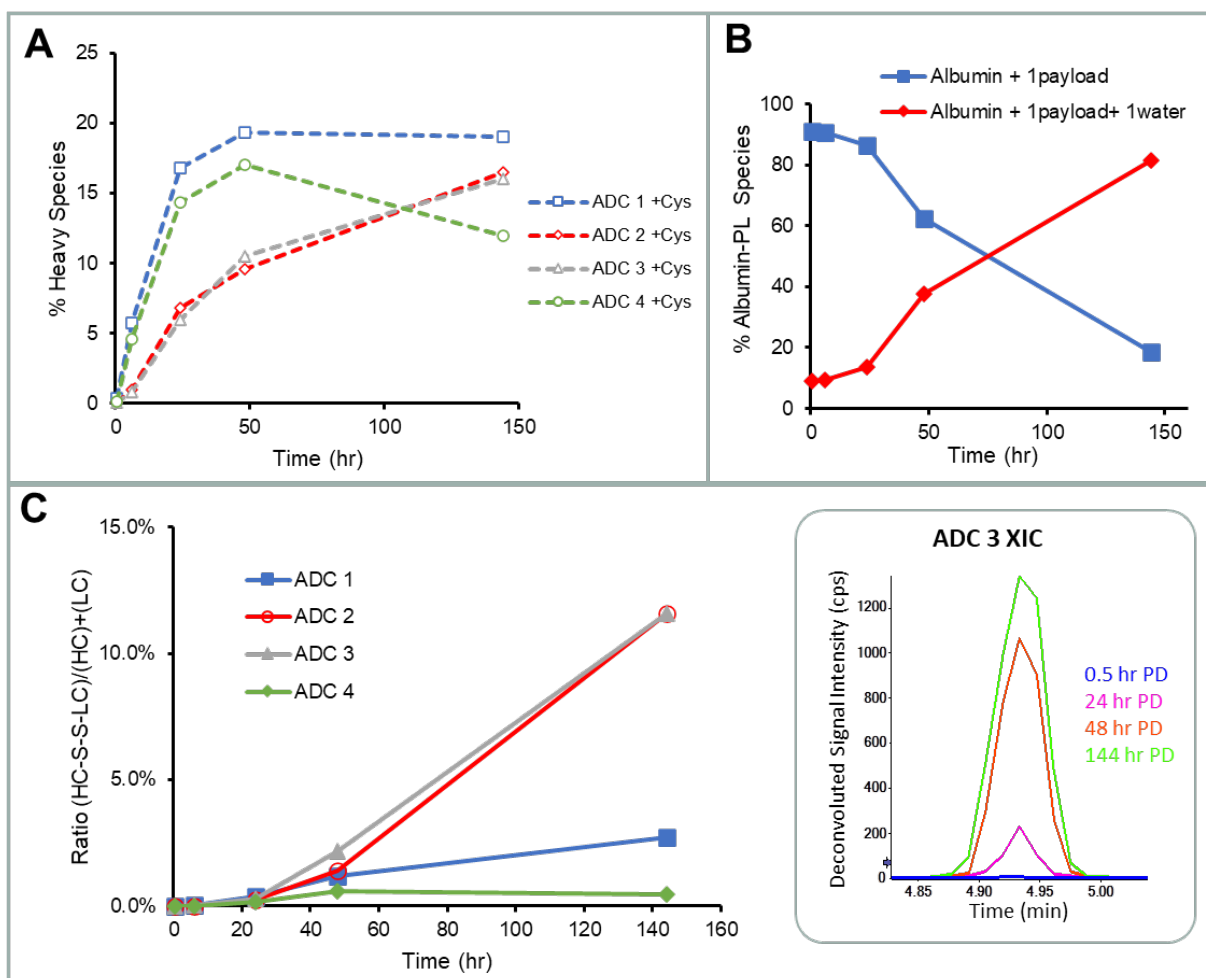 A
% Heavy Species
25
20
15
10
5
0
0
50
100
150
Time (hr)
ADC 1 +Cys
ADC 2 +Cys
ADC 3 +Cys
ADC 4 +Cys
B
Albumin + 1payload
Albumin + 1payload+ 1water
% Albumin-PL Species
100
80
60
40
20
0
0
50
100
150
Time (hr)
C
Ratio (HC-S-S-LC)/(HC)+(LC)
15.0%
10.0%
5.0%
0.0%
0
20
40
60
80
100
120
140
160
Time (hr)
ADC 1
ADC 2
ADC 3
ADC 4
ADC 3 XIC
Deconvoluted Signal Intensity (cps)
1200
1000
800
600
400
200
0
4.85
4.90
4.95
5.00
Time (min)
0.5 hr PD
24 hr PD
48 hr PD
144 hr PD